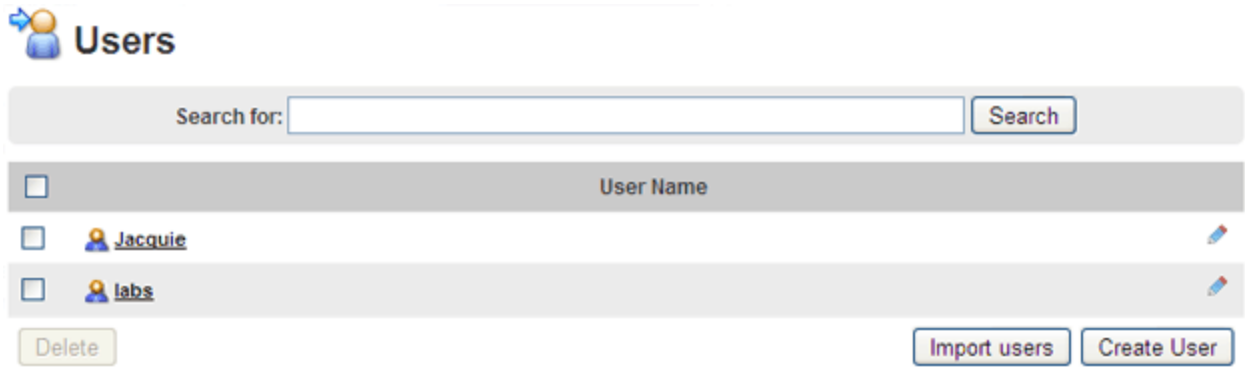 Users
Search for: Search
User Name
Jacquie
labs
Delete Import users Create User